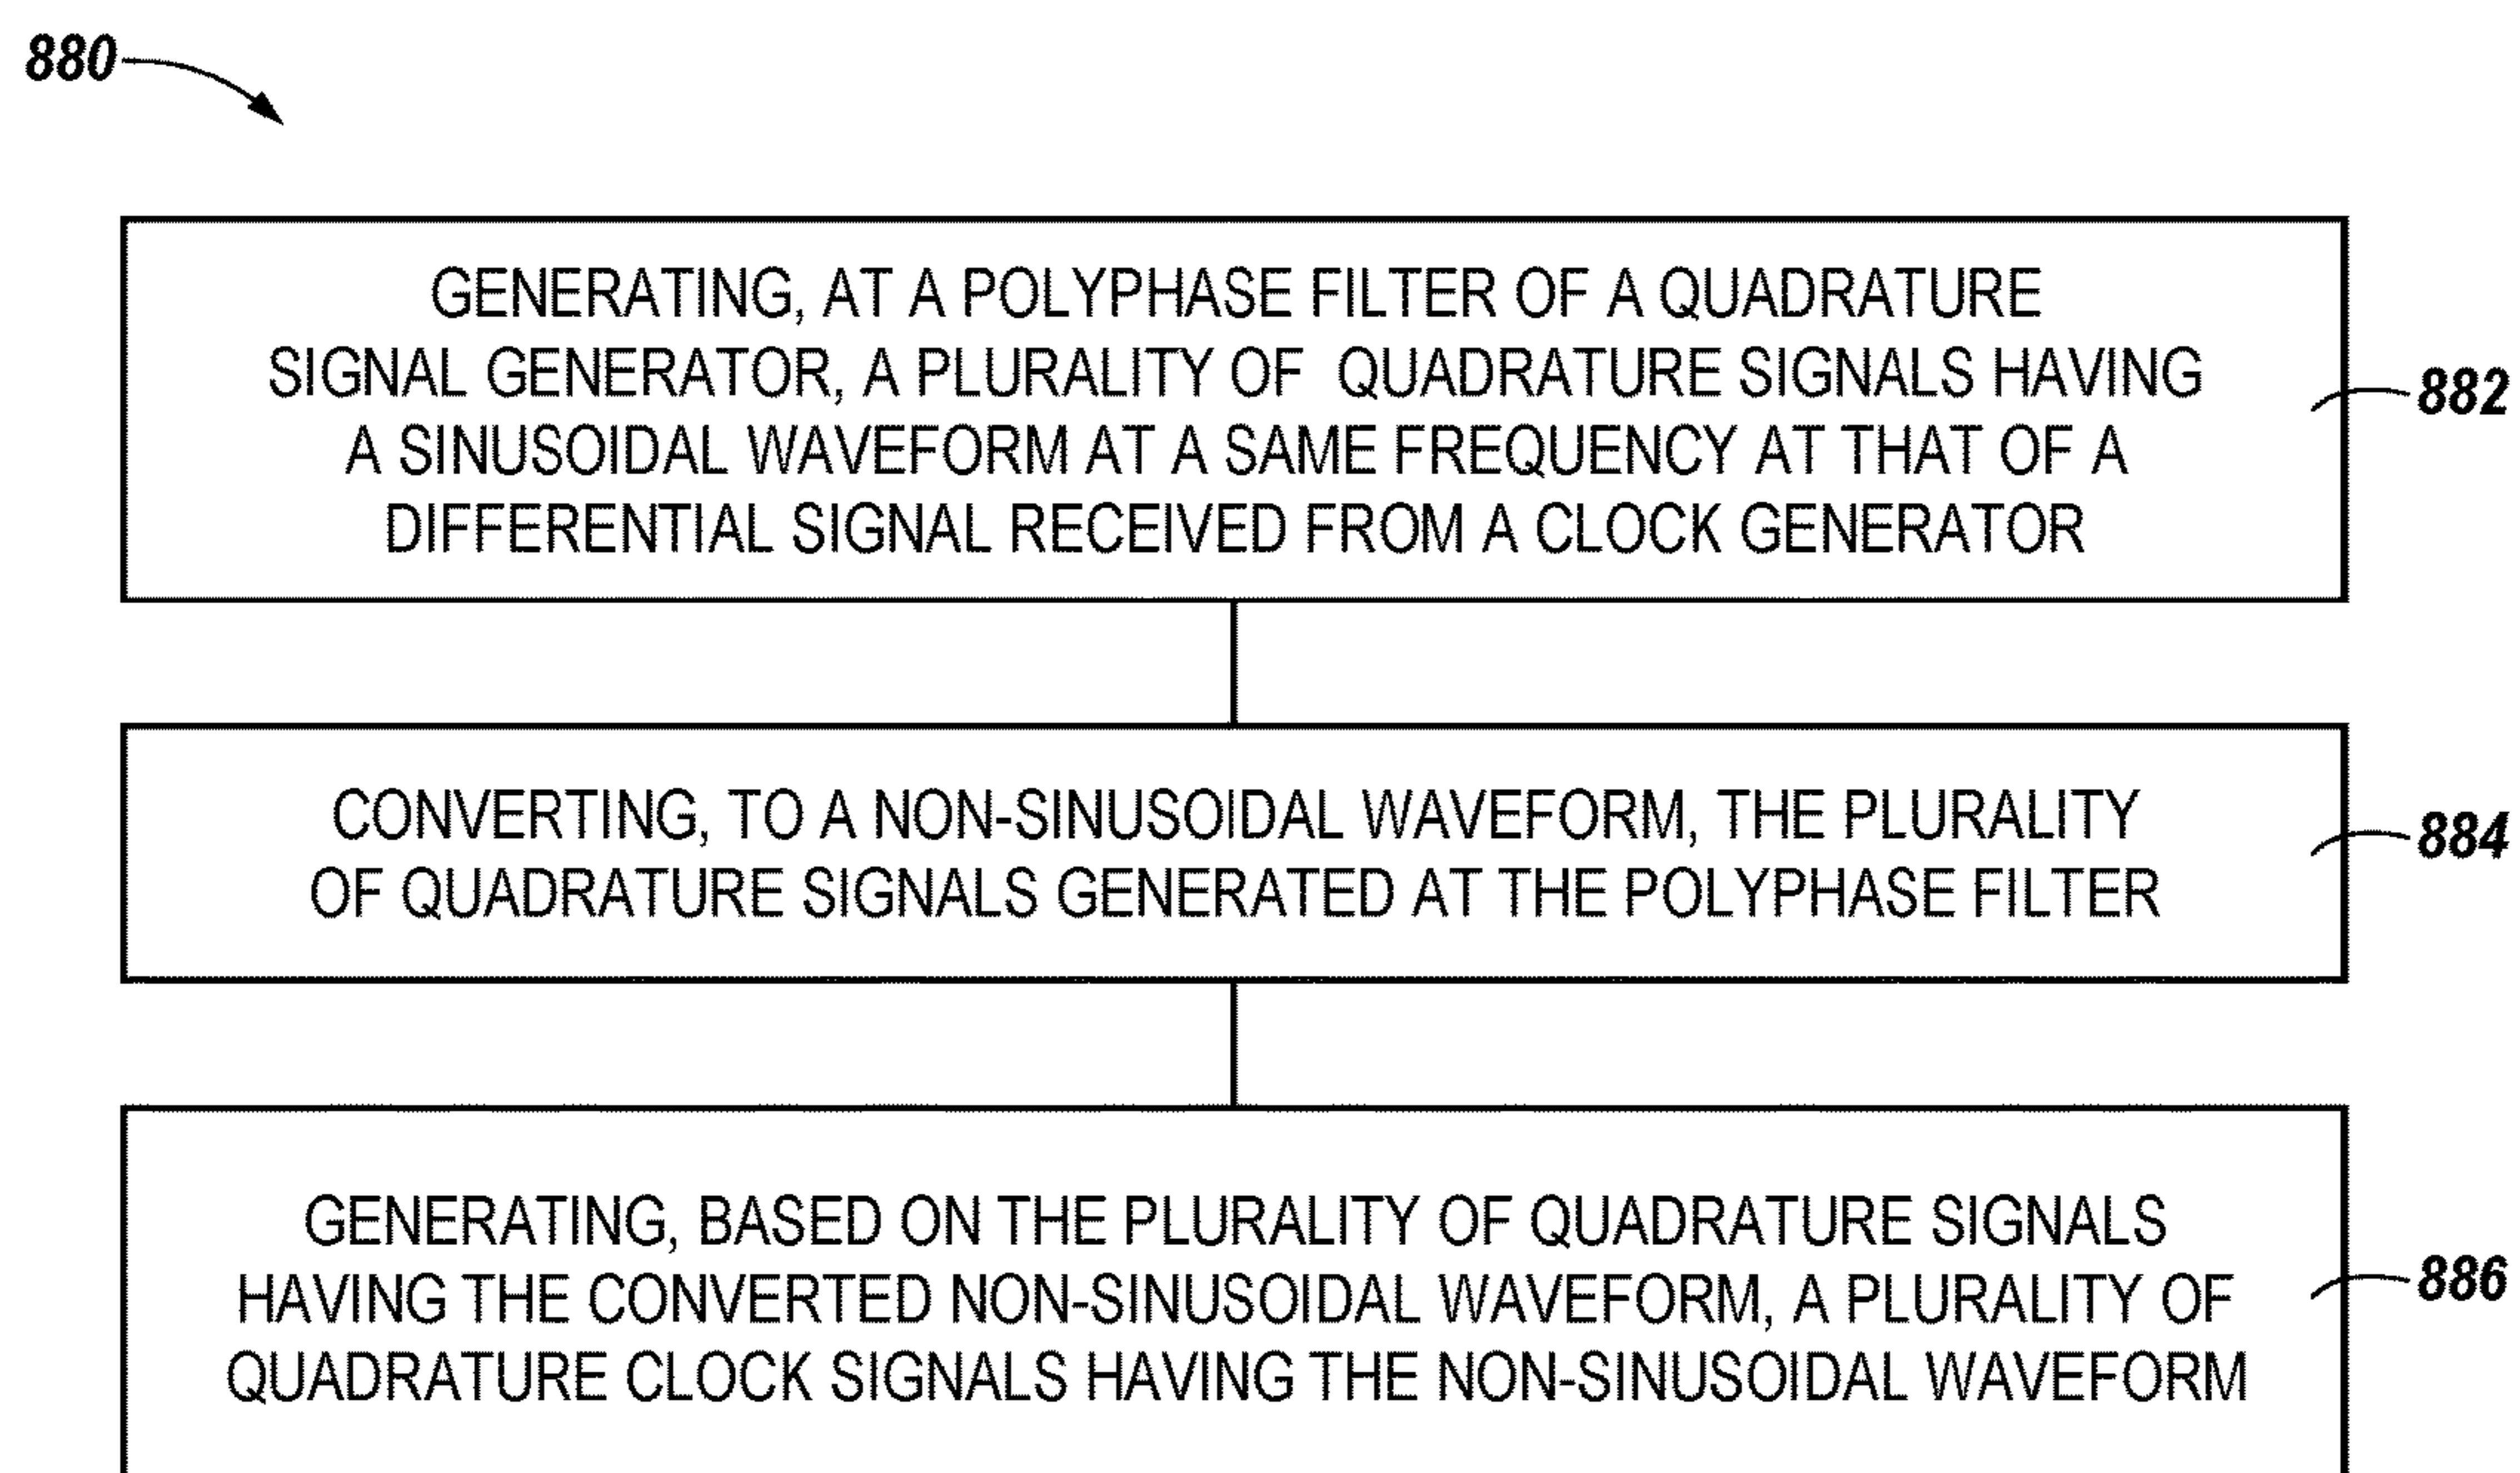 880
GENERATING, AT A POLYPHASE FILTER OF A QUADRATURE
SIGNAL GENERATOR, A PLURALITY OF QUADRATURE SIGNALS HAVING
A SINUSOIDAL WAVEFORM AT A SAME FREQUENCY AT THAT OF A
DIFFERENTIAL SIGNAL RECEIVED FROM A CLOCK GENERATOR
882
CONVERTING, TO A NON-SINUSOIDAL WAVEFORM, THE PLURALITY
OF QUADRATURE SIGNALS GENERATED AT THE POLYPHASE FILTER
884
GENERATING, BASED ON THE PLURALITY OF QUADRATURE SIGNALS
HAVING THE CONVERTED NON-SINUSOIDAL WAVEFORM, A PLURALITY OF
QUADRATURE CLOCK SIGNALS HAVING THE NON-SINUSOIDAL WAVEFORM
886